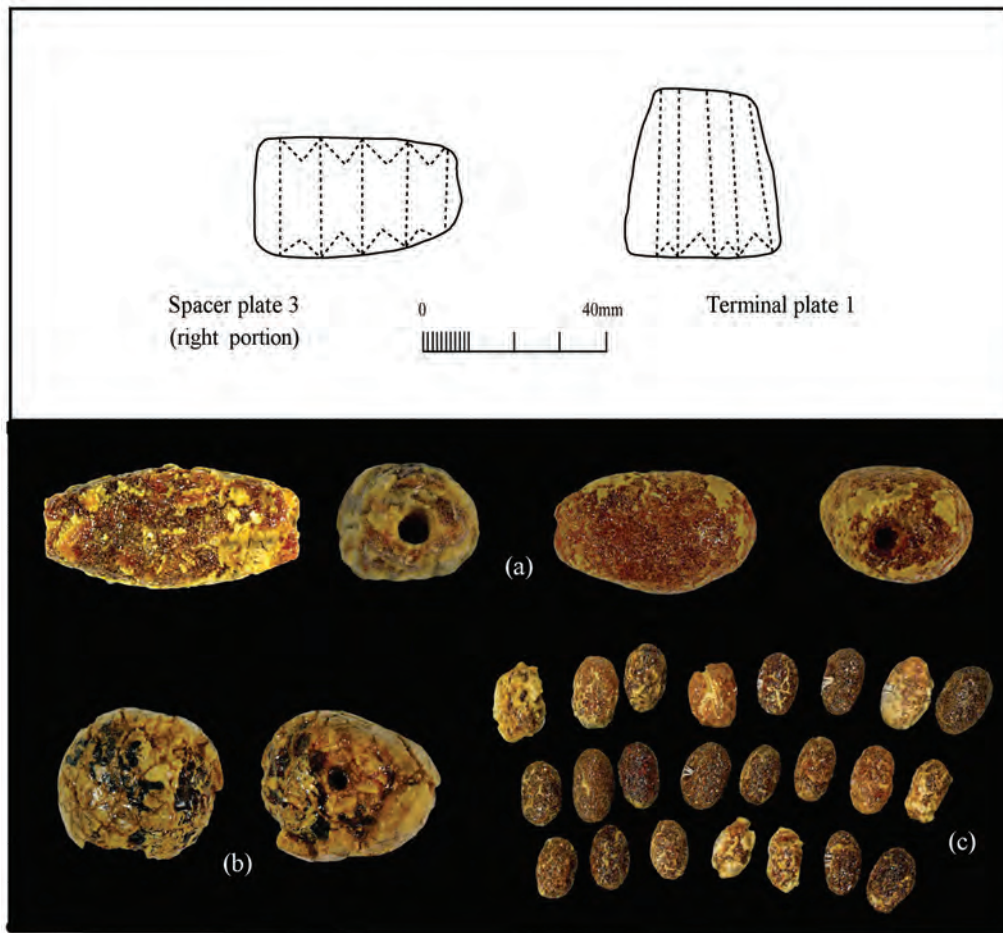 Spacer plate 3
(right portion)
0 40mm
Terminal plate 1
(a)
(b)
(c)